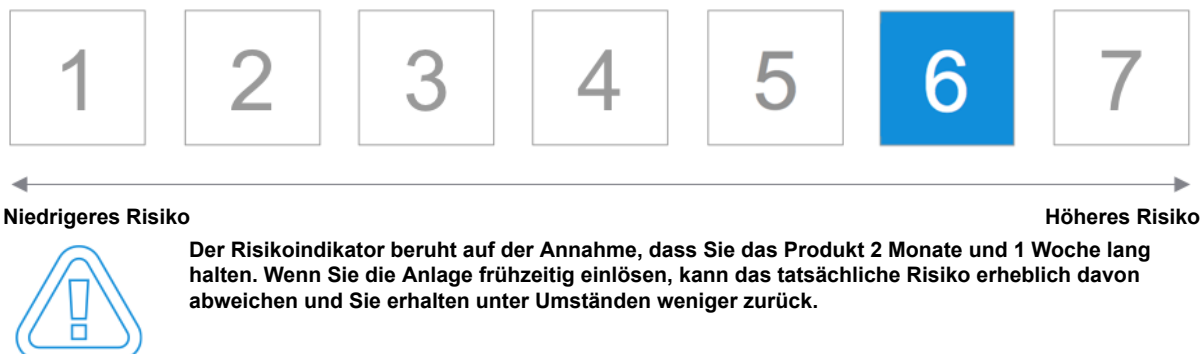 1 2 3 4 5 6 7
Niedrigeres Risiko Höheres Risiko
Der Risikoindikator beruht auf der Annahme, dass Sie das Produkt 2 Monate und 1 Woche lang
halten. Wenn Sie die Anlage frühzeitig einlösen, kann das tatsächliche Risiko erheblich davon
abweichen und Sie erhalten unter Umständen weniger zurück.